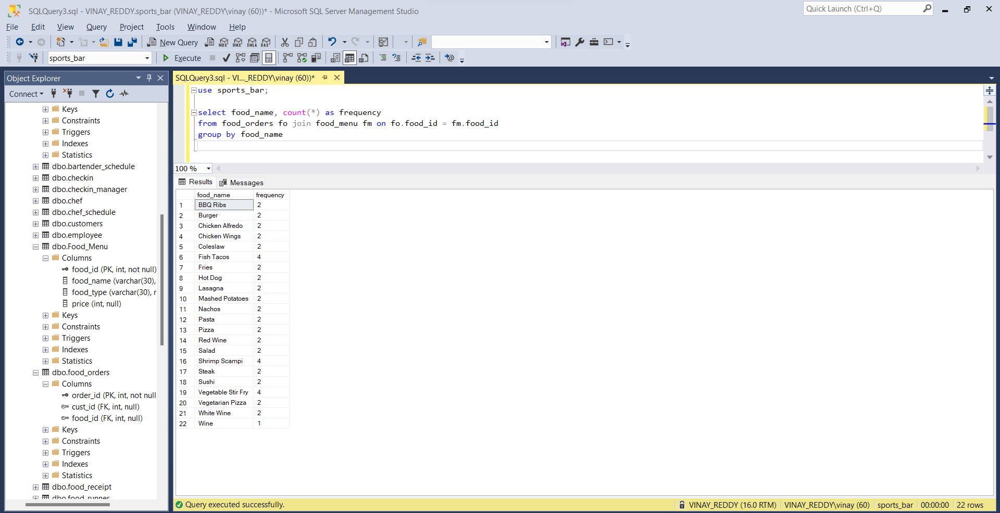 SQLQuery3.sql - VINAY_REDDY.sports_bar (VINAY_REDDY\vinay (60))* - Microsoft SQL Server Management Studio
Quick Launch (Ctrl+Q)
File Edit View Query Project Tools Window Help
New Query MDX DMX XMLA DAX
sports_bar Execute
Object Explorer
Connect
Keys
Constraints
Triggers
Indexes
Statistics
dbo.bartender_schedule
dbo.checkin
dbo.checkin_manager
dbo.chef
dbo.chef_schedule
dbo.customers
dbo.employee
dbo.Food_Menu
Columns
food_id (PK, int, not null)
food_name (varchar(30),
food_type (varchar(30), r
price (int, null)
Keys
Constraints
Triggers
Indexes
Statistics
dbo.food_orders
Columns
order_id (PK, int, not null
cust_id (FK, int, null)
food_id (FK, int, null)
Keys
Constraints
Triggers
Indexes
Statistics
dbo.food_receipt
dbo.food_runner
SQLQuery3.sql - VI..._REDDY\vinay (60))*
use sports_bar;
select food_name, count(*) as frequency
from food_orders fo join food_menu fm on fo.food_id = fm.food_id
group by food_name
100 %
Results Messages
food_name frequency
1 BBQ Ribs 2
2 Burger 2
3 Chicken Alfredo 2
4 Chicken Wings 2
5 Coleslaw 2
6 Fish Tacos 4
7 Fries 2
8 Hot Dog 2
9 Lasagna 2
10 Mashed Potatoes 2
11 Nachos 2
12 Pasta 2
13 Pizza 2
14 Red Wine 2
15 Salad 2
16 Shrimp Scampi 4
17 Steak 2
18 Sushi 2
19 Vegetable Stir Fry 4
20 Vegetarian Pizza 2
21 White Wine 2
22 Wine 1
Query executed successfully.
VINAY_REDDY (16.0 RTM) VINAY_REDDY\vinay (60) sports_bar 00:00:00 22 rows